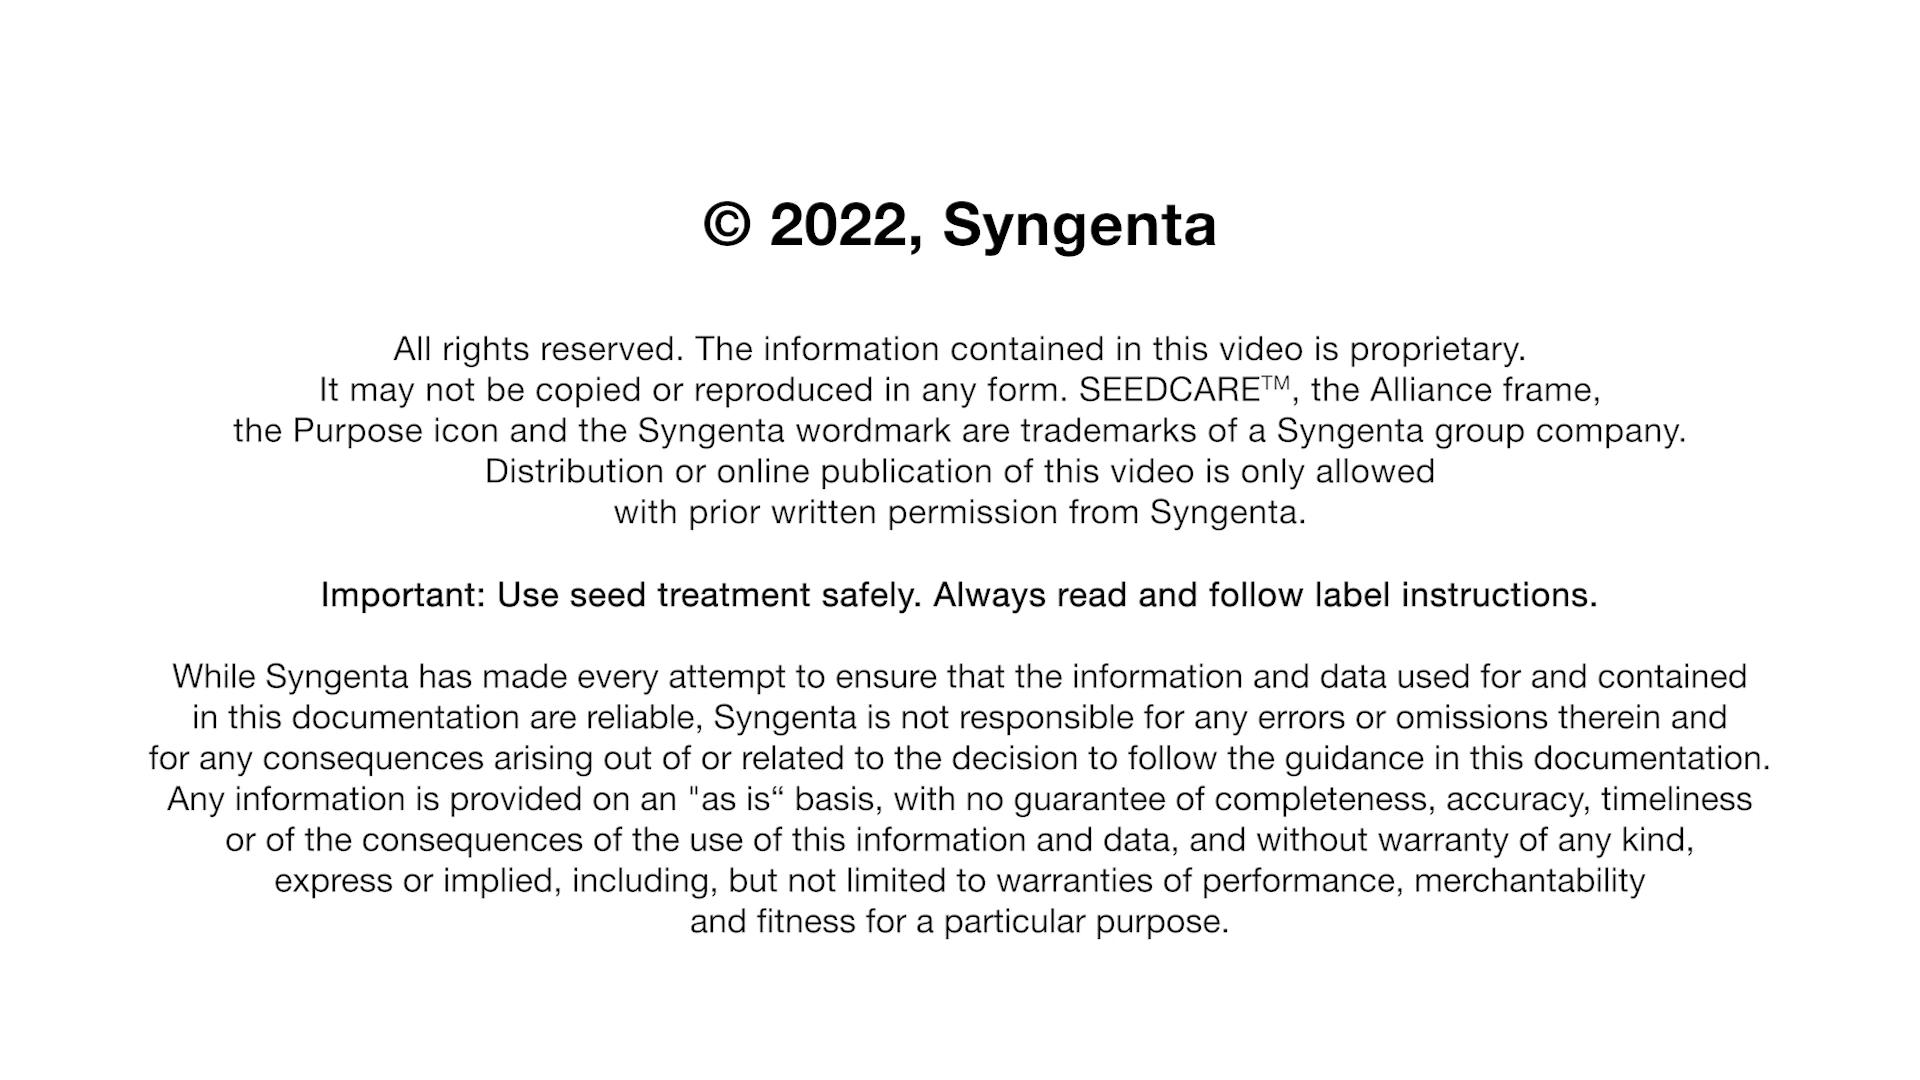 © 2022, Syngenta
All rights reserved. The information contained in this video is proprietary.
It may not be copied or reproduced in any form. SEEDCARE™, the Alliance frame,
the Purpose icon and the Syngenta wordmark are trademarks of a Syngenta group company.
Distribution or online publication of this video is only allowed
with prior written permission from Syngenta.
Important: Use seed treatment safely. Always read and follow label instructions.
While Syngenta has made every attempt to ensure that the information and data used for and contained
in this documentation are reliable, Syngenta is not responsible for any errors or omissions therein and
for any consequences arising out of or related to the decision to follow the guidance in this documentation.
Any information is provided on an "as is“ basis, with no guarantee of completeness, accuracy, timeliness
or of the consequences of the use of this information and data, and without warranty of any kind,
express or implied, including, but not limited to warranties of performance, merchantability
and fitness for a particular purpose.